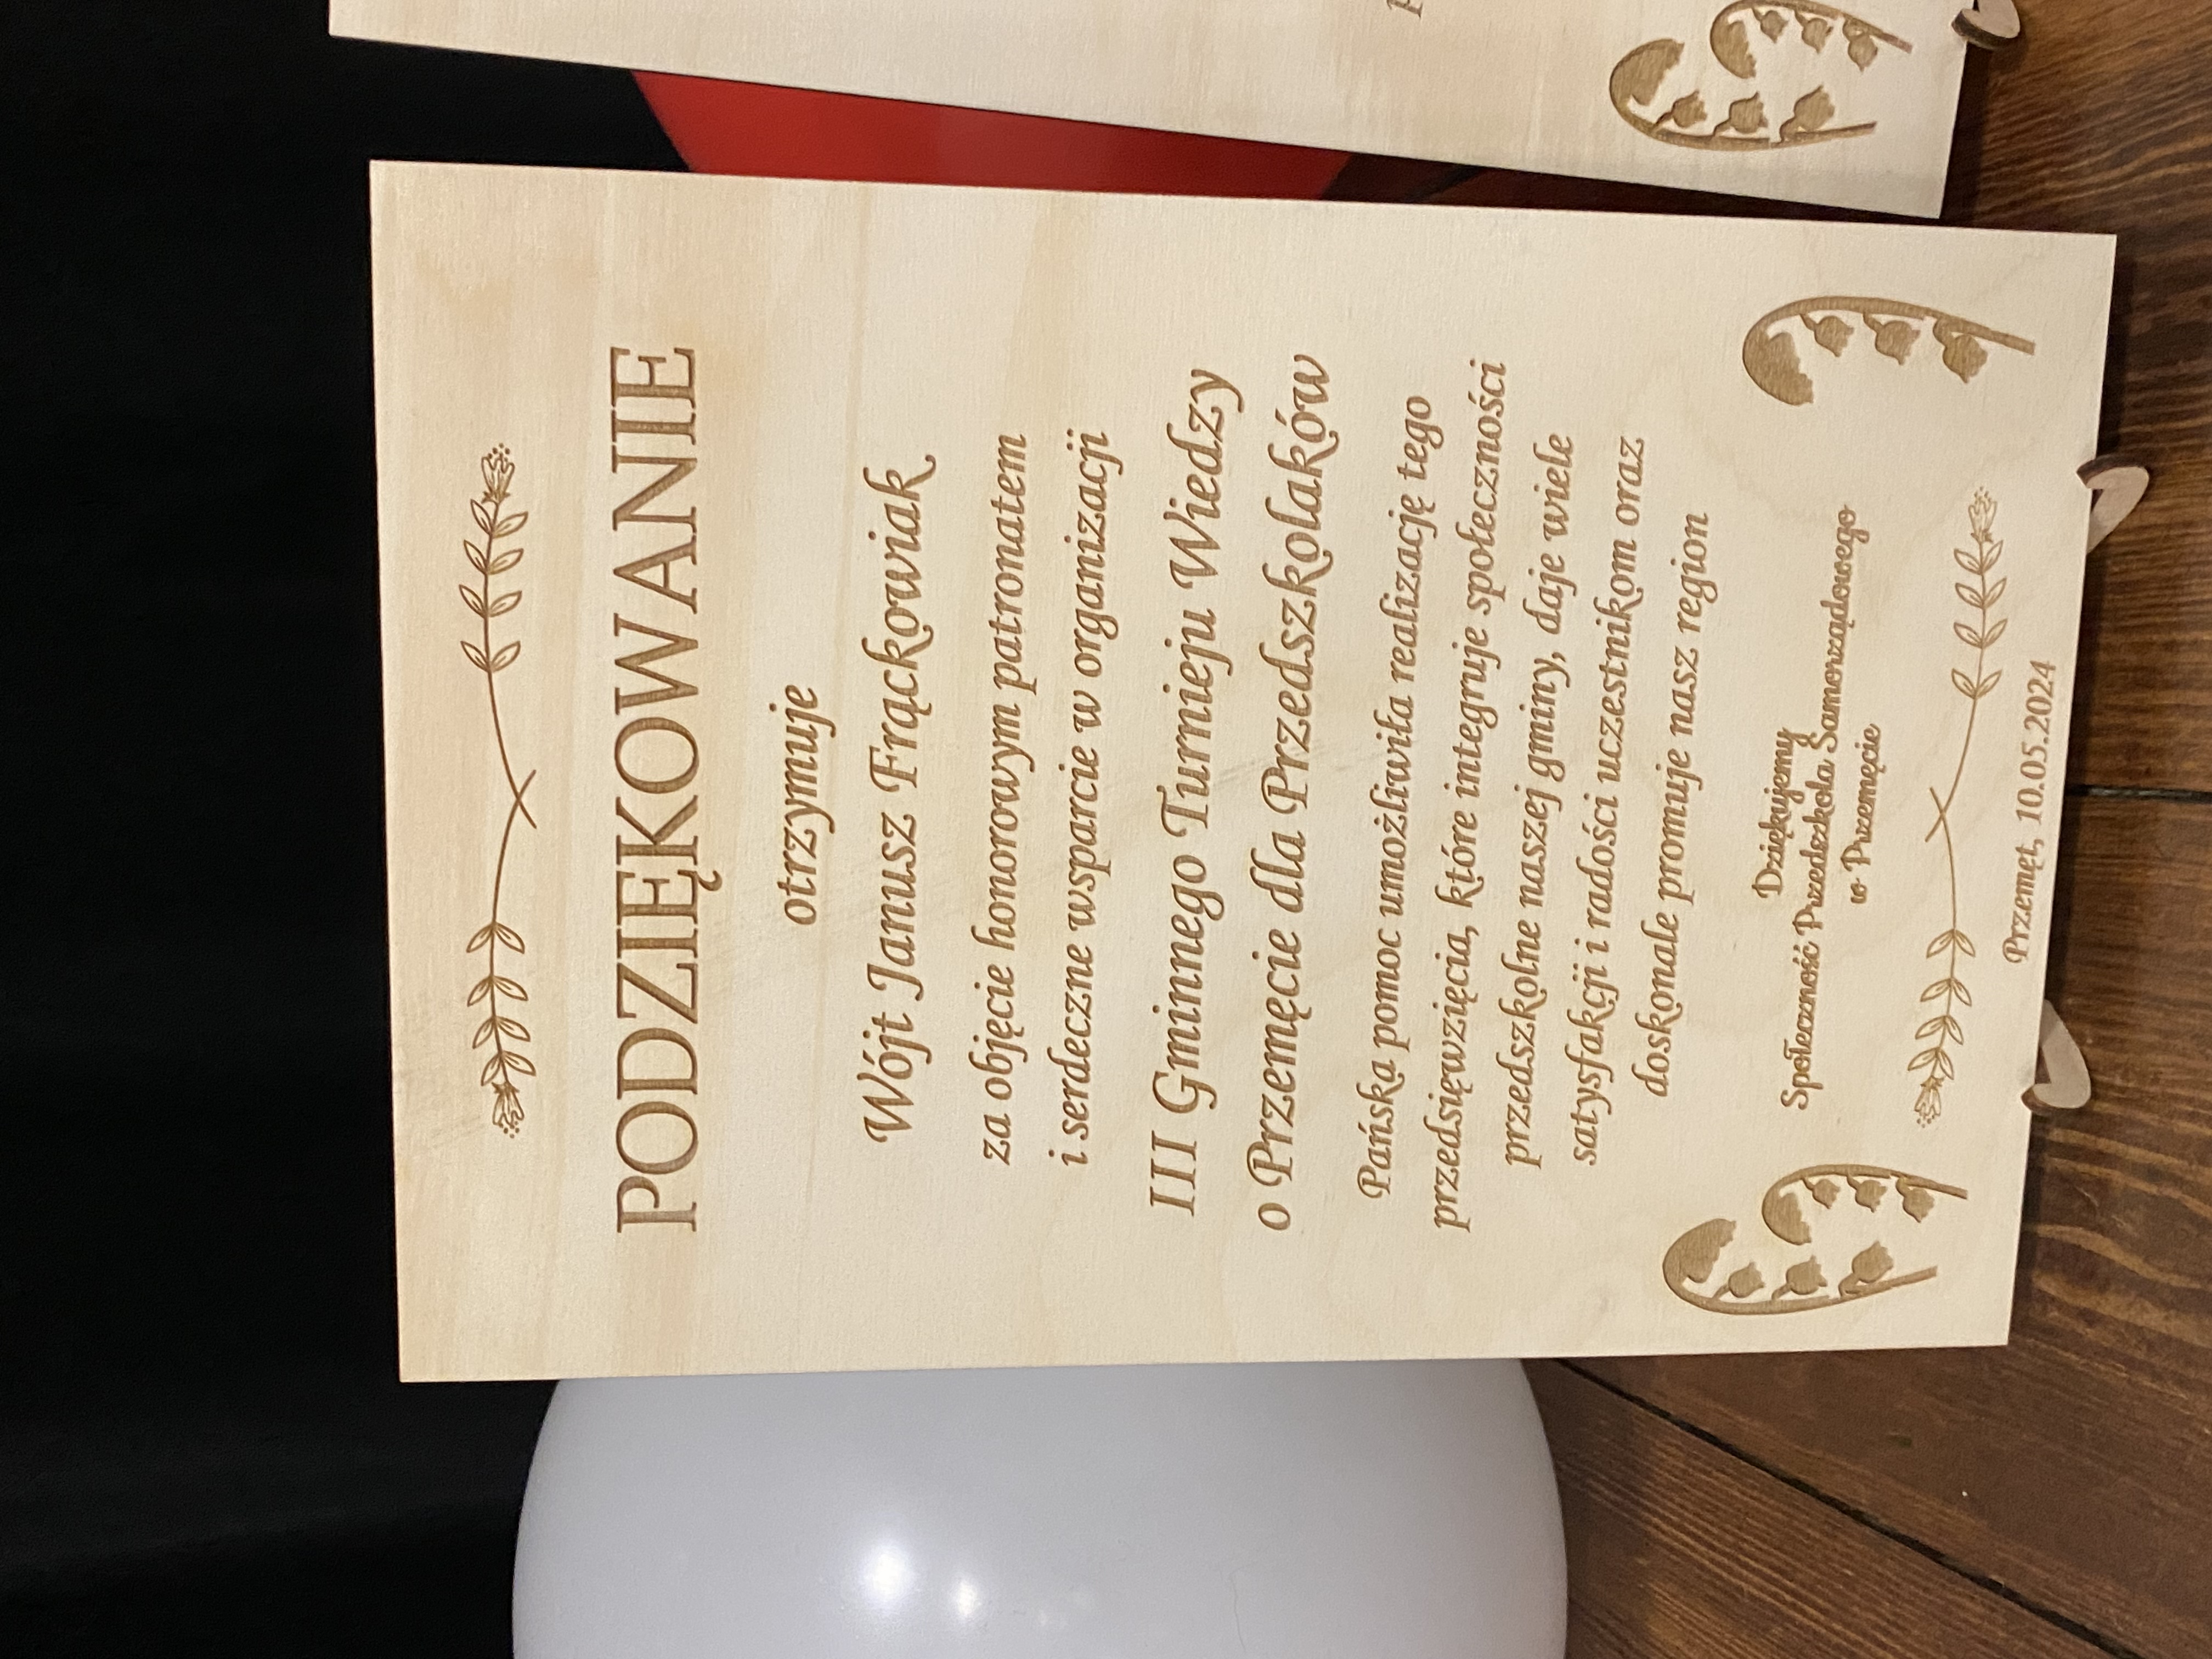 PODZIĘKOWANIE
otrzymuje
Wójt Janusz Frąckowiak
za objęcie honorowym patronatem
i serdeczne wsparcie w organizacji
III Gminnego Turnieju Wiedzy
o Przemęcie dla Przedszkolaków
Pańska pomoc umożliwiła realizację tego
przedsięwzięcia, które integruje społeczności
przedszkolne naszej gminy, daje wiele
satysfakcji i radości uczestnikom oraz
doskonale promuje nasz region
Dziękujemy
Społeczność Przedszkola Samorządowego
w Przemęcie
Przemęt, 10.05.2024